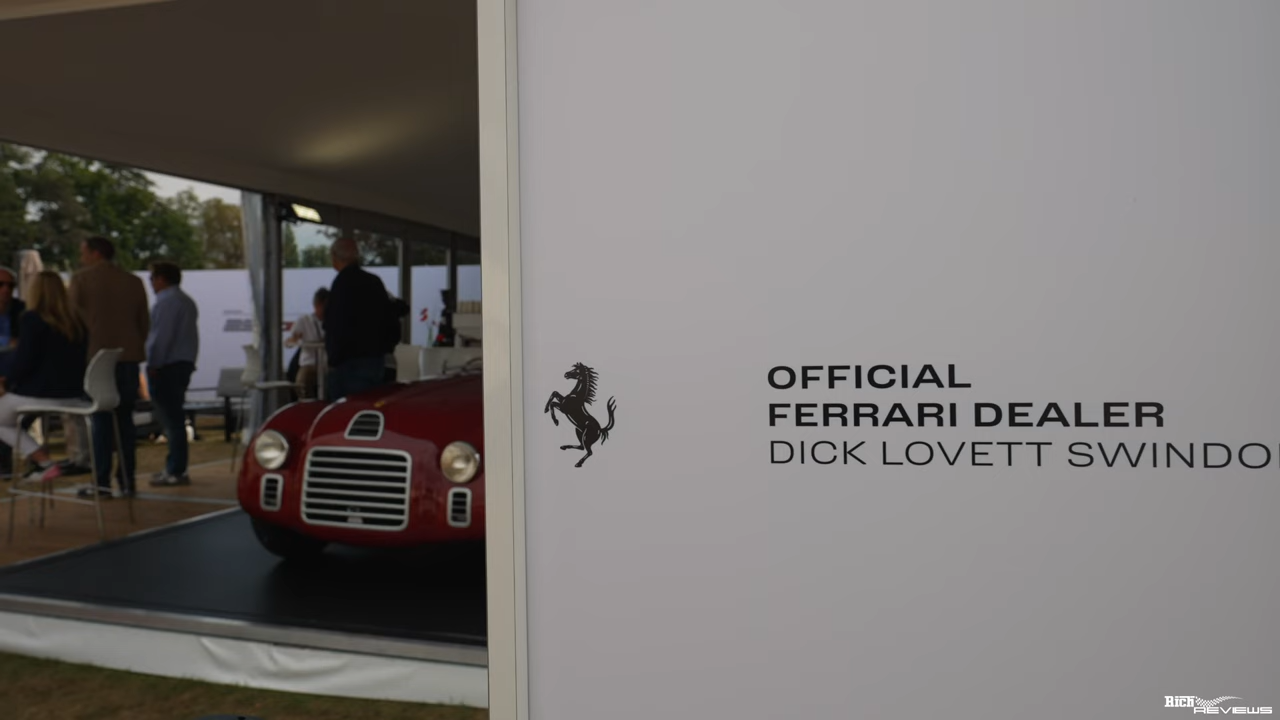 OFFICIAL
FERRARI DEALER
DICK LOVETT SWINDO
Rich
REVIEWS